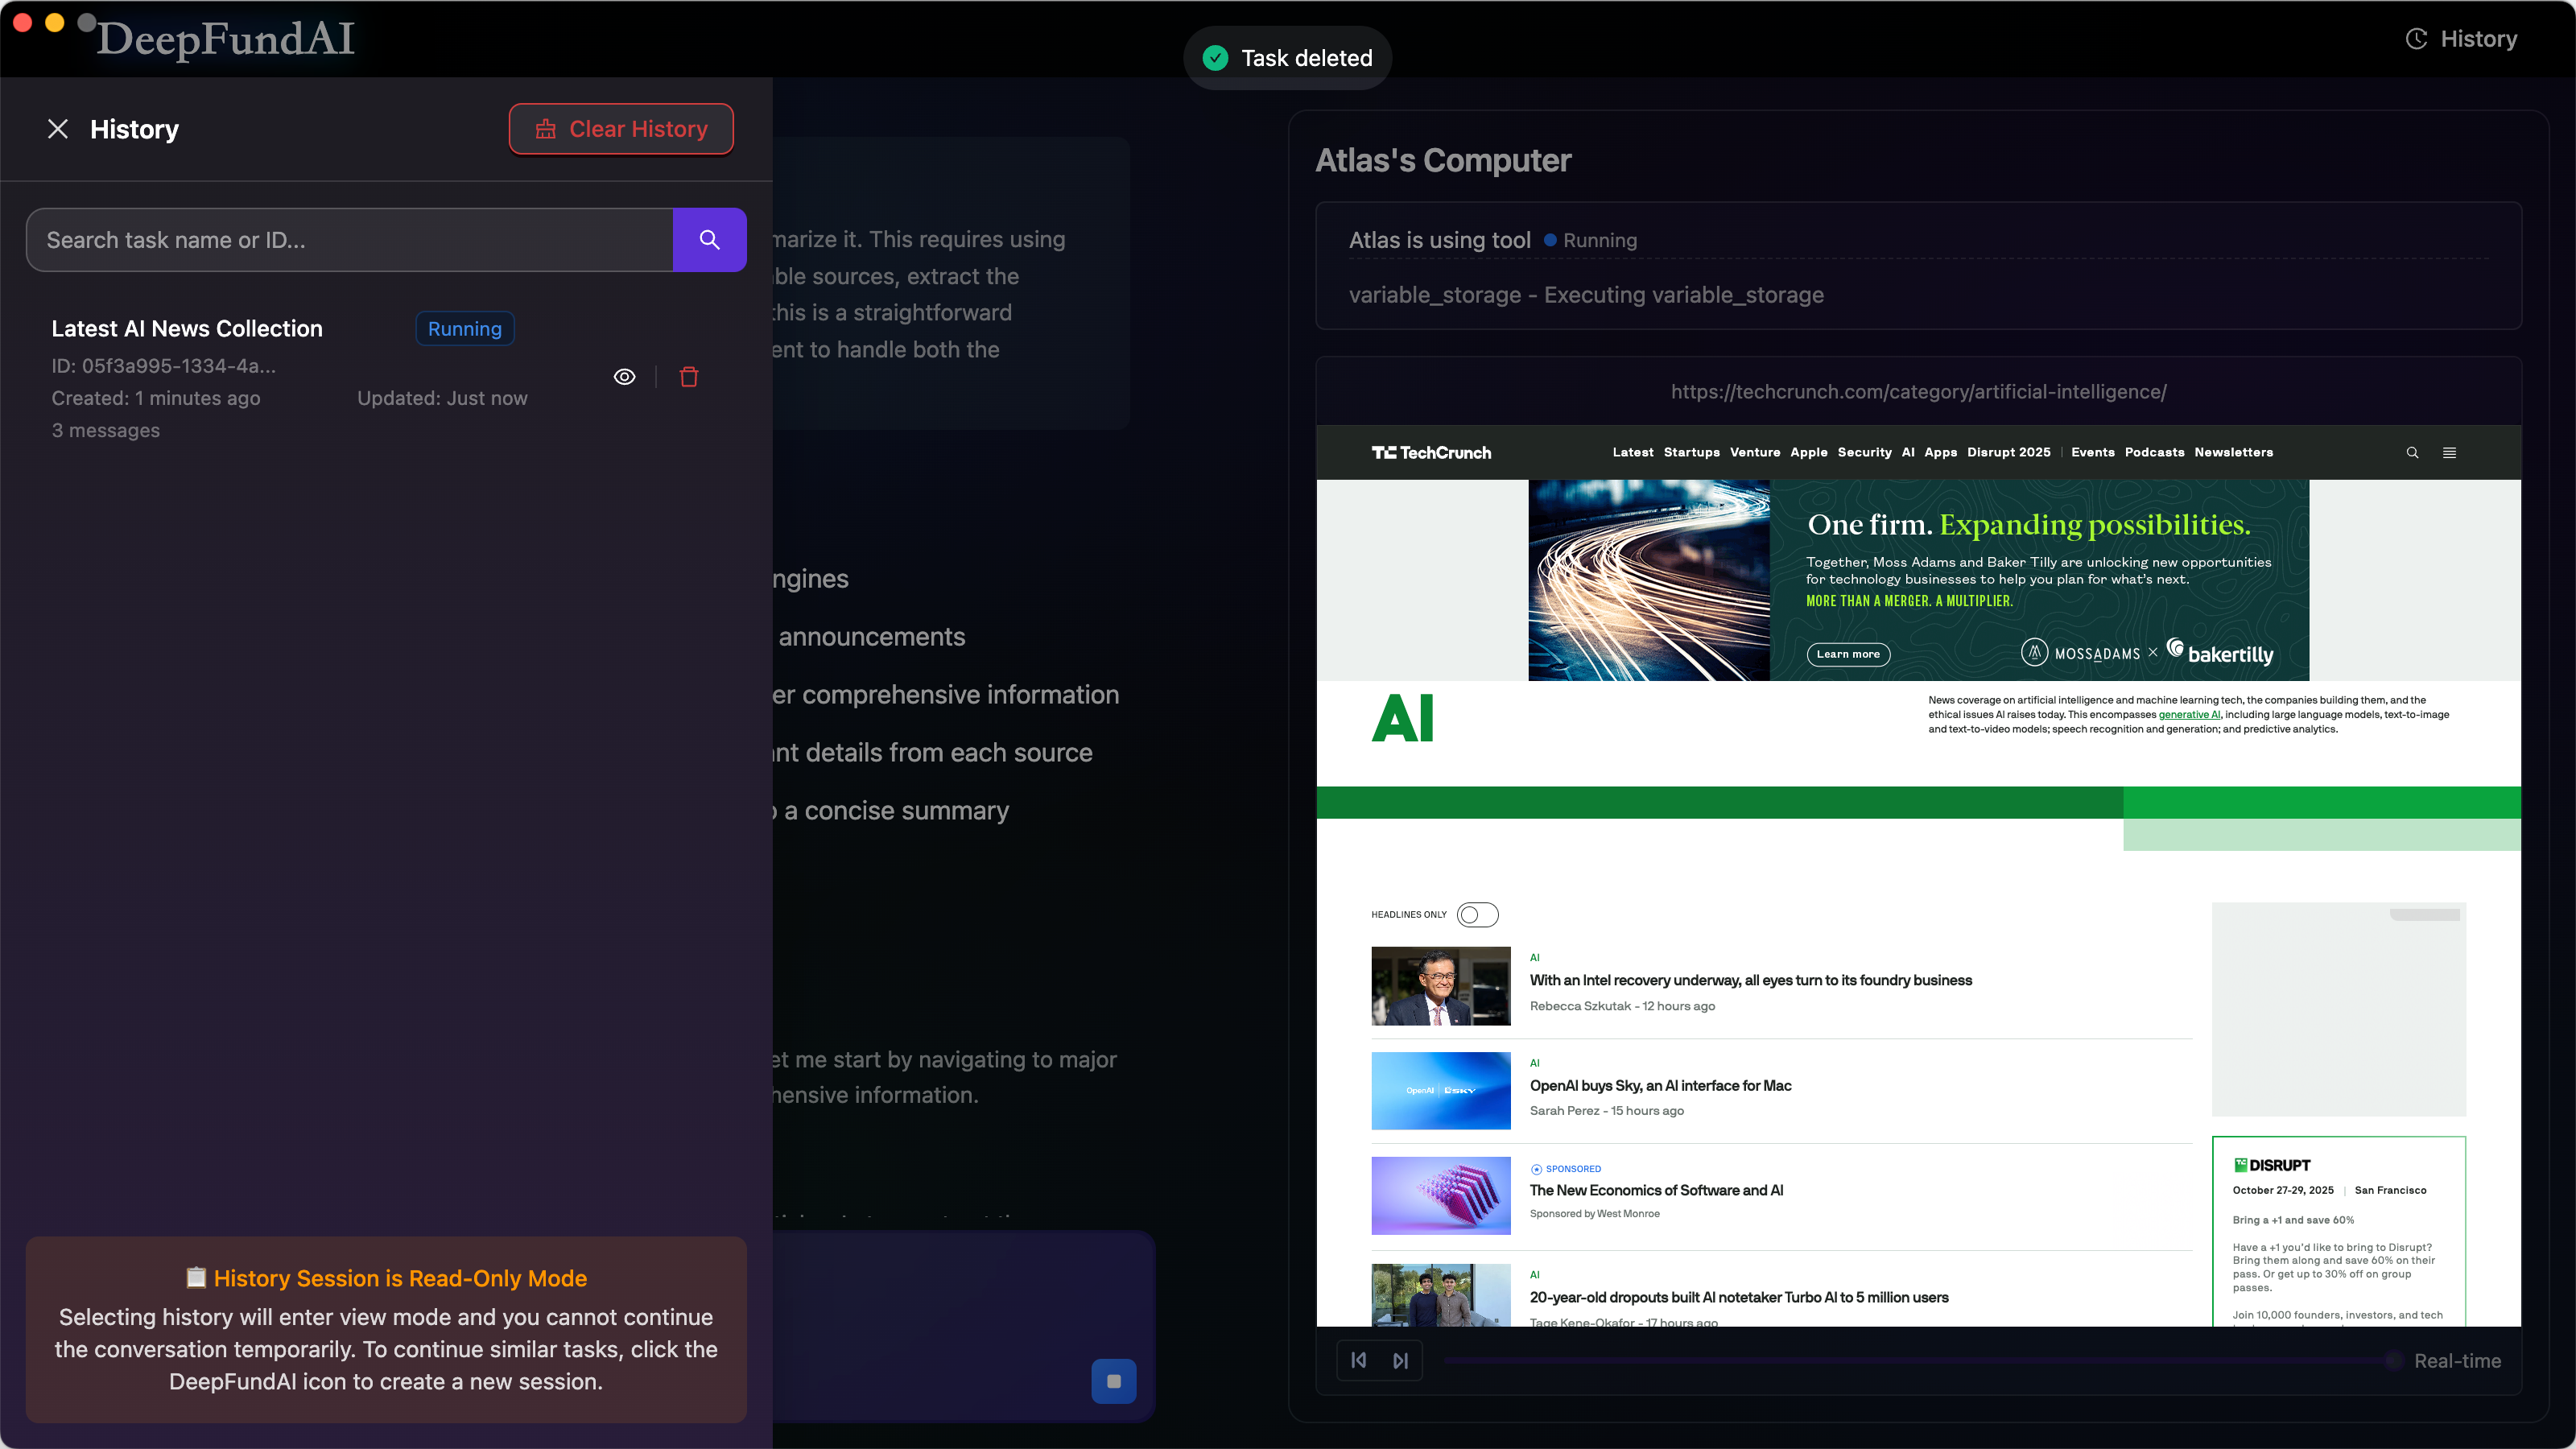 DeepFundAI
Task deleted
History
History
Clear History
Search task name or ID...
Latest AI News Collection
Running
ID: 05f3a995-1334-4a...
Created: 1 minutes ago
Updated: Just now
3 messages
History Session is Read-Only Mode
Selecting history will enter view mode and you cannot continue
the conversation temporarily. To continue similar tasks, click the
DeepFundAI icon to create a new session.
it. This requires using
sources, extract the
this is a straightforward
to handle both the
announcements
comprehensive information
details from each source
a concise summary
me start by navigating to major
information.
Atlas's Computer
Atlas is using tool
Running
variable_storage - Executing variable_storage
https://techcrunch.com/category/artificial-intelligence/
TechCrunch
Latest Startups Venture Apple Security AI Apps Disrupt 2025 | Events Podcasts Newsletters
One firm. Expanding possibilities.
Together, Moss Adams and Baker Tilly are unlocking new opportunities
for technology businesses to help you plan for what's next.
MORE THAN A MERGER. A MULTIPLIER.
Learn more
MOSSADAMS × bakertilly
AI
News coverage on artificial intelligence and machine learning tech, the companies building them, and the
ethical issues AI raises today. This encompasses generative AI, including large language models, text-to-image
and text-to-video models; speech recognition and generation; and predictive analytics.
HEADLINES ONLY
AI
With an Intel recovery underway, all eyes turn to its foundry business
Rebecca Szkutak - 12 hours ago
AI
OpenAI buys Sky, an AI interface for Mac
Sarah Perez - 15 hours ago
OpenAI SKY
SPONSORED
The New Economics of Software and AI
Sponsored by West Monroe
AI
20-year-old dropouts built AI notetaker Turbo AI to 5 million users
Tage Kene-Okafor - 17 hours ago
TC DISRUPT
October 27-29, 2025 | San Francisco
Bring a +1 and save 60%
Have a +1 you'd like to bring to Disrupt?
Bring them along and save 60% on their
pass. Or get up to 30% off on group
passes.
Join 10,000 founders, investors, and tech
Real-time